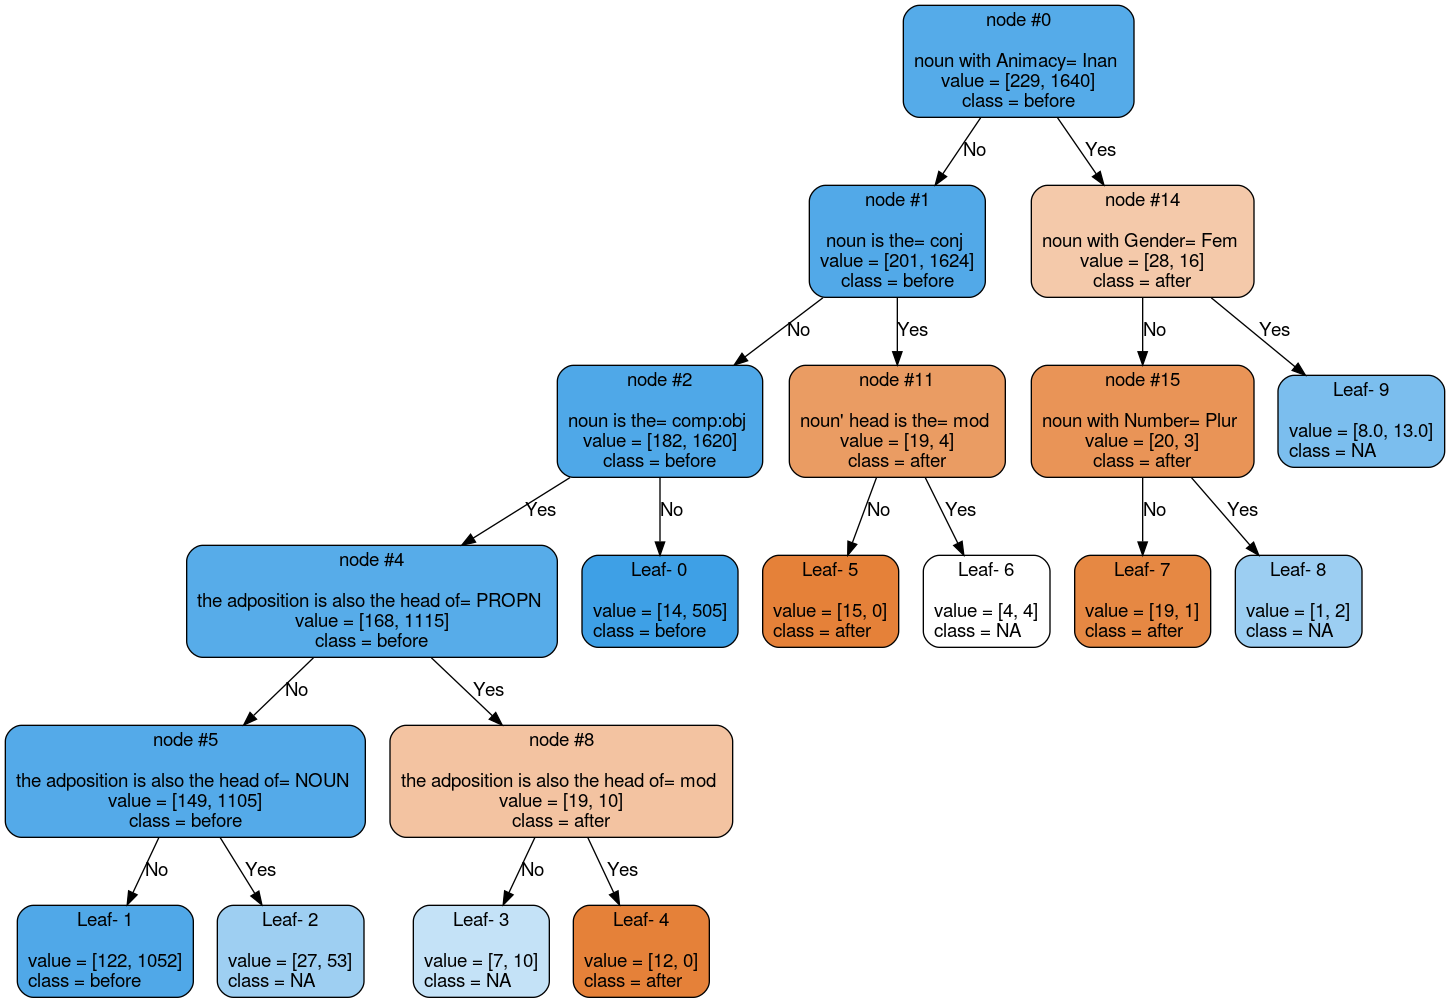 node #0
noun with Animacy= Inan
value = [229, 1640]
class = before
No
Yes
node #1
noun is the= conj
value = [201, 1624]
class = before
node #14
noun with Gender= Fem
value = [28, 16]
class = after
No
Yes
No
Yes
node #2
noun is the= comp:obj
value = [182, 1620]
class = before
node #11
noun' head is the= mod
value = [19, 4]
class = after
node #15
noun with Number= Plur
value = [20, 3]
class = after
Leaf- 9
value = [8.0, 13.0]
class = NA
Yes
No
No
Yes
No
Yes
node #4
the adposition is also the head of= PROPN
value = [168, 1115]
class = before
Leaf- 0
value = [14, 505]
class = before
Leaf- 5
value = [15, 0]
class = after
Leaf- 6
value = [4, 4]
class = NA
Leaf- 7
value = [19, 1]
class = after
Leaf- 8
value = [1, 2]
class = NA
No
Yes
node #5
the adposition is also the head of= NOUN
value = [149, 1105]
class = before
node #8
the adposition is also the head of= mod
value = [19, 10]
class = after
No
Yes
No
Yes
Leaf- 1
value = [122, 1052]
class = before
Leaf- 2
value = [27, 53]
class = NA
Leaf- 3
value = [7, 10]
class = NA
Leaf- 4
value = [12, 0]
class = after